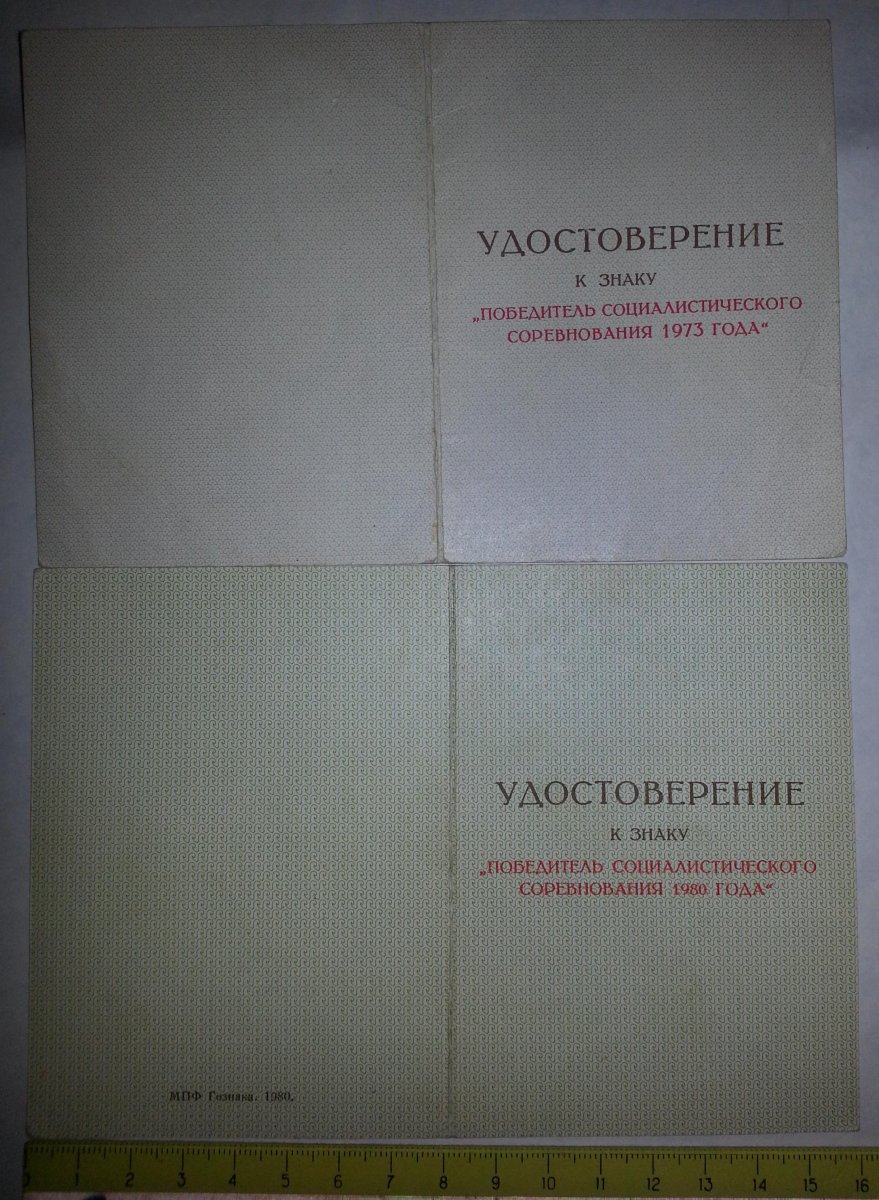 УДОСТОВЕРЕНИЕ
К ЗНАКУ
„ПОБЕДИТЕЛЬ СОЦИАЛИСТИЧЕСКОГО
СОРЕВНОВАНИЯ 1973 ГОДА“
УДОСТОВЕРЕНИЕ
К ЗНАКУ
„ПОБЕДИТЕЛЬ СОЦИАЛИСТИЧЕСКОГО
СОРЕВНОВАНИЯ 1980 ГОДА“
МПФ Гознака. 1980.
0 1 2 3 4 5 6 7 8 9 10 11 12 13 14 15 16